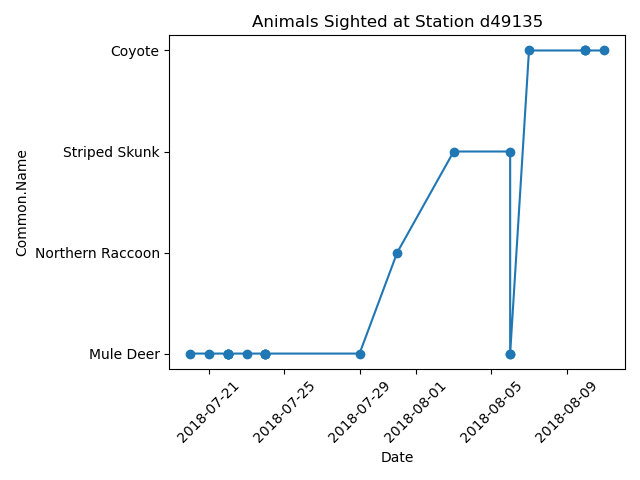 Animals Sighted at Station d49135
Common.Name
Coyote
Striped Skunk
Northern Raccoon
Mule Deer
2018-07-21
2018-07-25
2018-07-29
2018-08-01
2018-08-05
2018-08-09
Date